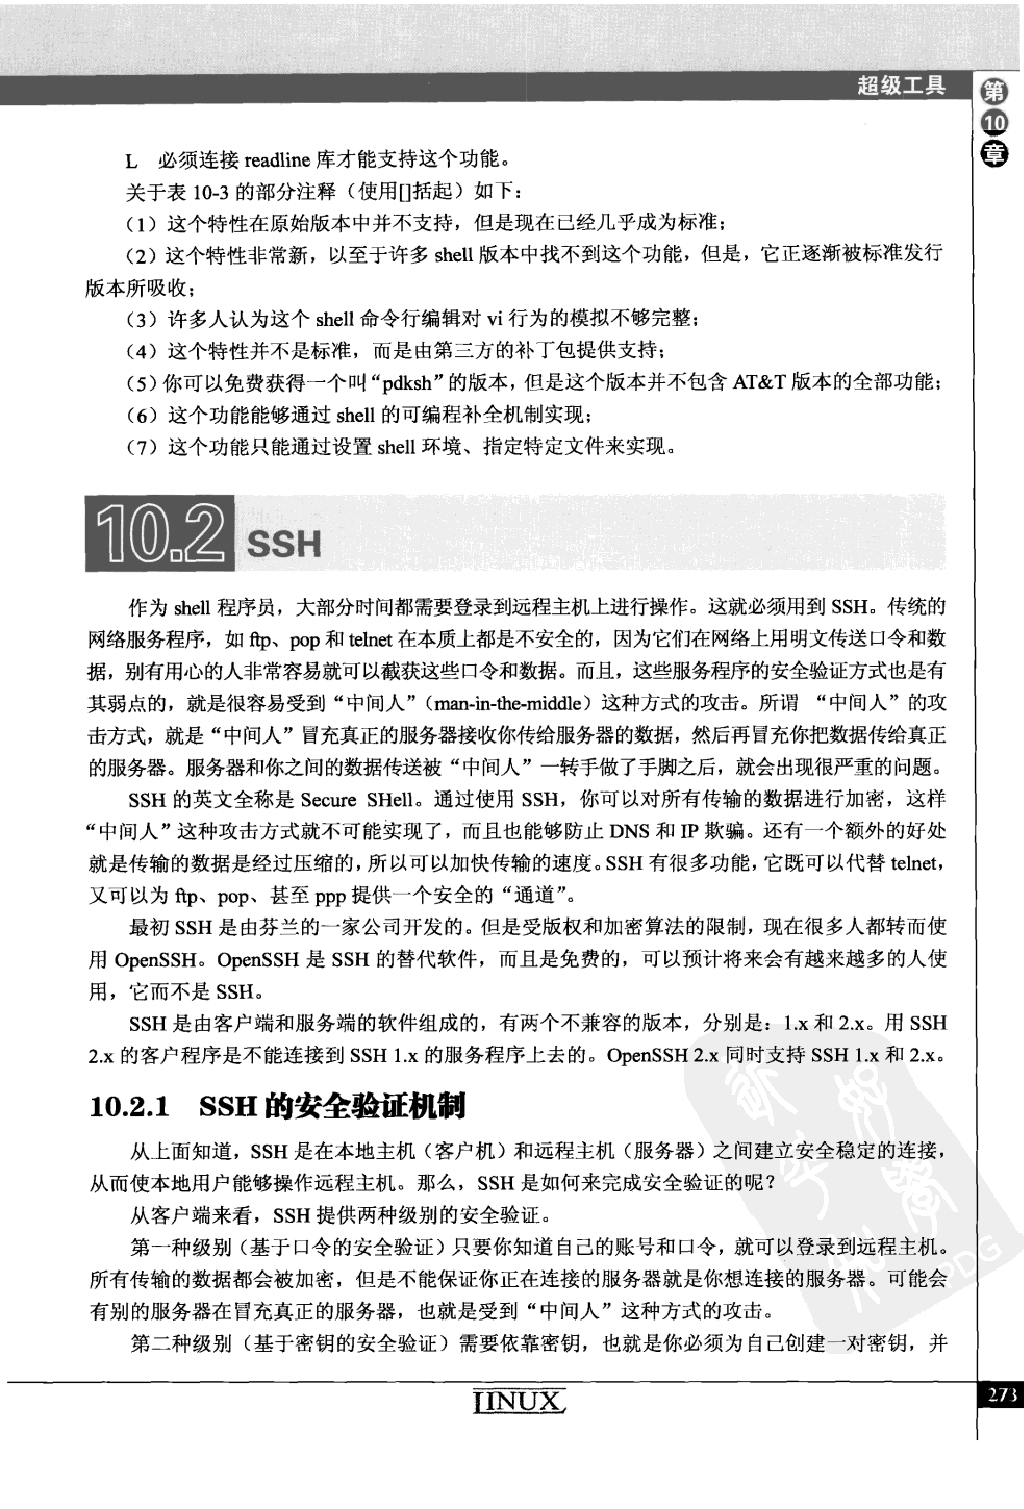 超级工具
第
10
章
L 必须连接 readline 库才能支持这个功能。
关于表 10-3 的部分注释（使用[]括起）如下：
（1）这个特性在原始版本中并不支持，但是现在已经几乎成为标准；
（2）这个特性非常新，以至于许多 shell 版本中找不到这个功能，但是，它正逐渐被标准发行
版本所吸收；
（3）许多人认为这个 shell 命令行编辑对 vi 行为的模拟不够完整；
（4）这个特性并不是标准，而是由第三方的补丁包提供支持；
（5）你可以免费获得一个叫“pdksh”的版本，但是这个版本并不包含 AT&T 版本的全部功能；
（6）这个功能能够通过 shell 的可编程补全机制实现；
（7）这个功能只能通过设置 shell 环境、指定特定文件来实现。
10.2 SSH
作为 shell 程序员，大部分时间都需要登录到远程主机上进行操作。这就必须用到 SSH。传统的
网络服务程序，如 ftp、pop 和 telnet 在本质上都是不安全的，因为它们在网络上用明文传送口令和数
据，别有用心的人非常容易就可以截获这些口令和数据。而且，这些服务程序的安全验证方式也是有
其弱点的，就是很容易受到“中间人”（man-in-the-middle）这种方式的攻击。所谓 “中间人”的攻
击方式，就是“中间人”冒充真正的服务器接收你传给服务器的数据，然后再冒充你把数据传给真正
的服务器。服务器和你之间的数据传送被“中间人”一转手做了手脚之后，就会出现很严重的问题。
SSH 的英文全称是 Secure SHell。通过使用 SSH，你可以对所有传输的数据进行加密，这样
“中间人”这种攻击方式就不可能实现了，而且也能够防止 DNS 和 IP 欺骗。还有一个额外的好处
就是传输的数据是经过压缩的，所以可以加快传输的速度。SSH 有很多功能，它既可以代替 telnet，
又可以为 ftp、pop、甚至 ppp 提供一个安全的“通道”。
最初 SSH 是由芬兰的一家公司开发的。但是受版权和加密算法的限制，现在很多人都转而使
用 OpenSSH。OpenSSH 是 SSH 的替代软件，而且是免费的，可以预计将来会有越来越多的人使
用，它而不是 SSH。
SSH 是由客户端和服务端的软件组成的，有两个不兼容的版本，分别是：1.x 和 2.x。用 SSH
2.x 的客户程序是不能连接到 SSH 1.x 的服务程序上去的。OpenSSH 2.x 同时支持 SSH 1.x 和 2.x。
10.2.1 SSH 的安全验证机制
从上面知道，SSH 是在本地主机（客户机）和远程主机（服务器）之间建立安全稳定的连接，
从而使本地用户能够操作远程主机。那么，SSH 是如何来完成安全验证的呢？
从客户端来看，SSH 提供两种级别的安全验证。
第一种级别（基于口令的安全验证）只要你知道自己的账号和口令，就可以登录到远程主机。
所有传输的数据都会被加密，但是不能保证你正在连接的服务器就是你想连接的服务器。可能会
有别的服务器在冒充真正的服务器，也就是受到“中间人”这种方式的攻击。
第二种级别（基于密钥的安全验证）需要依靠密钥，也就是你必须为自己创建一对密钥，并
PDG
LINUX
273